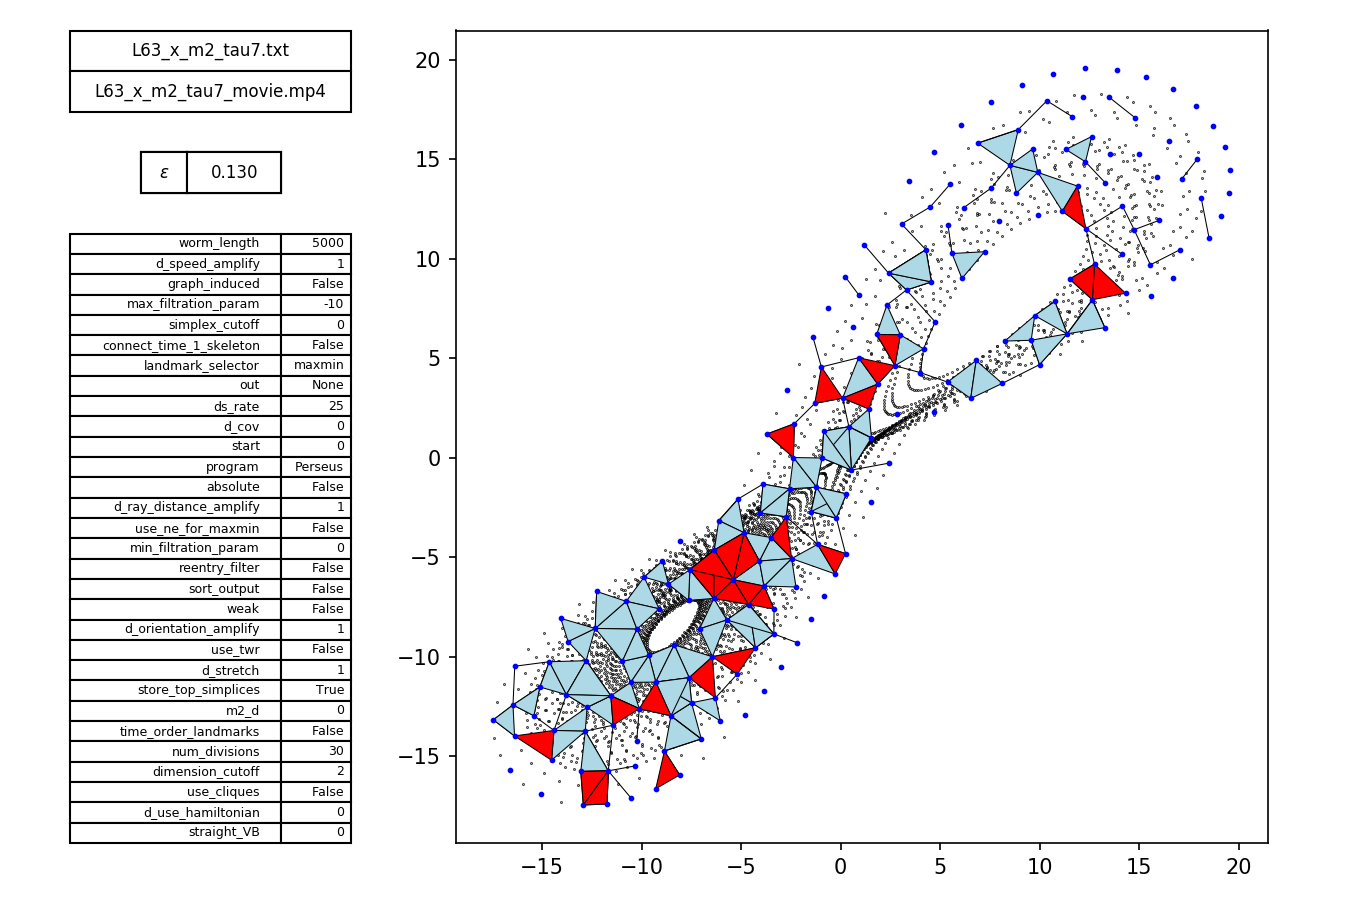 L63_x_m2_tau7.txt
L63_x_m2_tau7_movie.mp4
ε 0.130
worm_length 5000
d_speed_amplify 1
graph_induced False
max_filtration_param -10
simplex_cutoff 0
connect_time_1_skeleton False
landmark_selector maxmin
out None
ds_rate 25
d_cov 0
start 0
program Perseus
absolute False
d_ray_distance_amplify 1
use_ne_for_maxmin False
min_filtration_param 0
reentry_filter False
sort_output False
weak False
d_orientation_amplify 1
use_twr False
d_stretch 1
store_top_simplices True
m2_d 0
time_order_landmarks False
num_divisions 30
dimension_cutoff 2
use_cliques False
d_use_hamiltonian 0
straight_VB 0
20
15
10
5
0
−5
−10
−15
−15 −10 −5 0 5 10 15 20